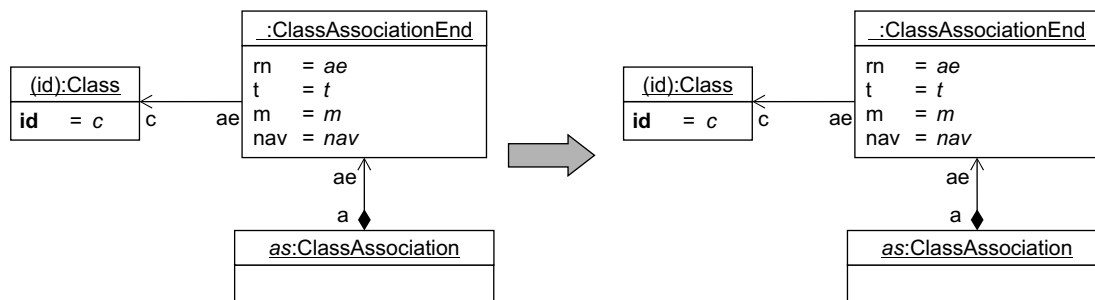 _:ClassAssociationEnd
rn = ae
t = t
m = m
nav = nav
(id):Class
id = c
c
ae
ae
a
as:ClassAssociation
_:ClassAssociationEnd
rn = ae
t = t
m = m
nav = nav
(id):Class
id = c
c
ae
ae
a
as:ClassAssociation